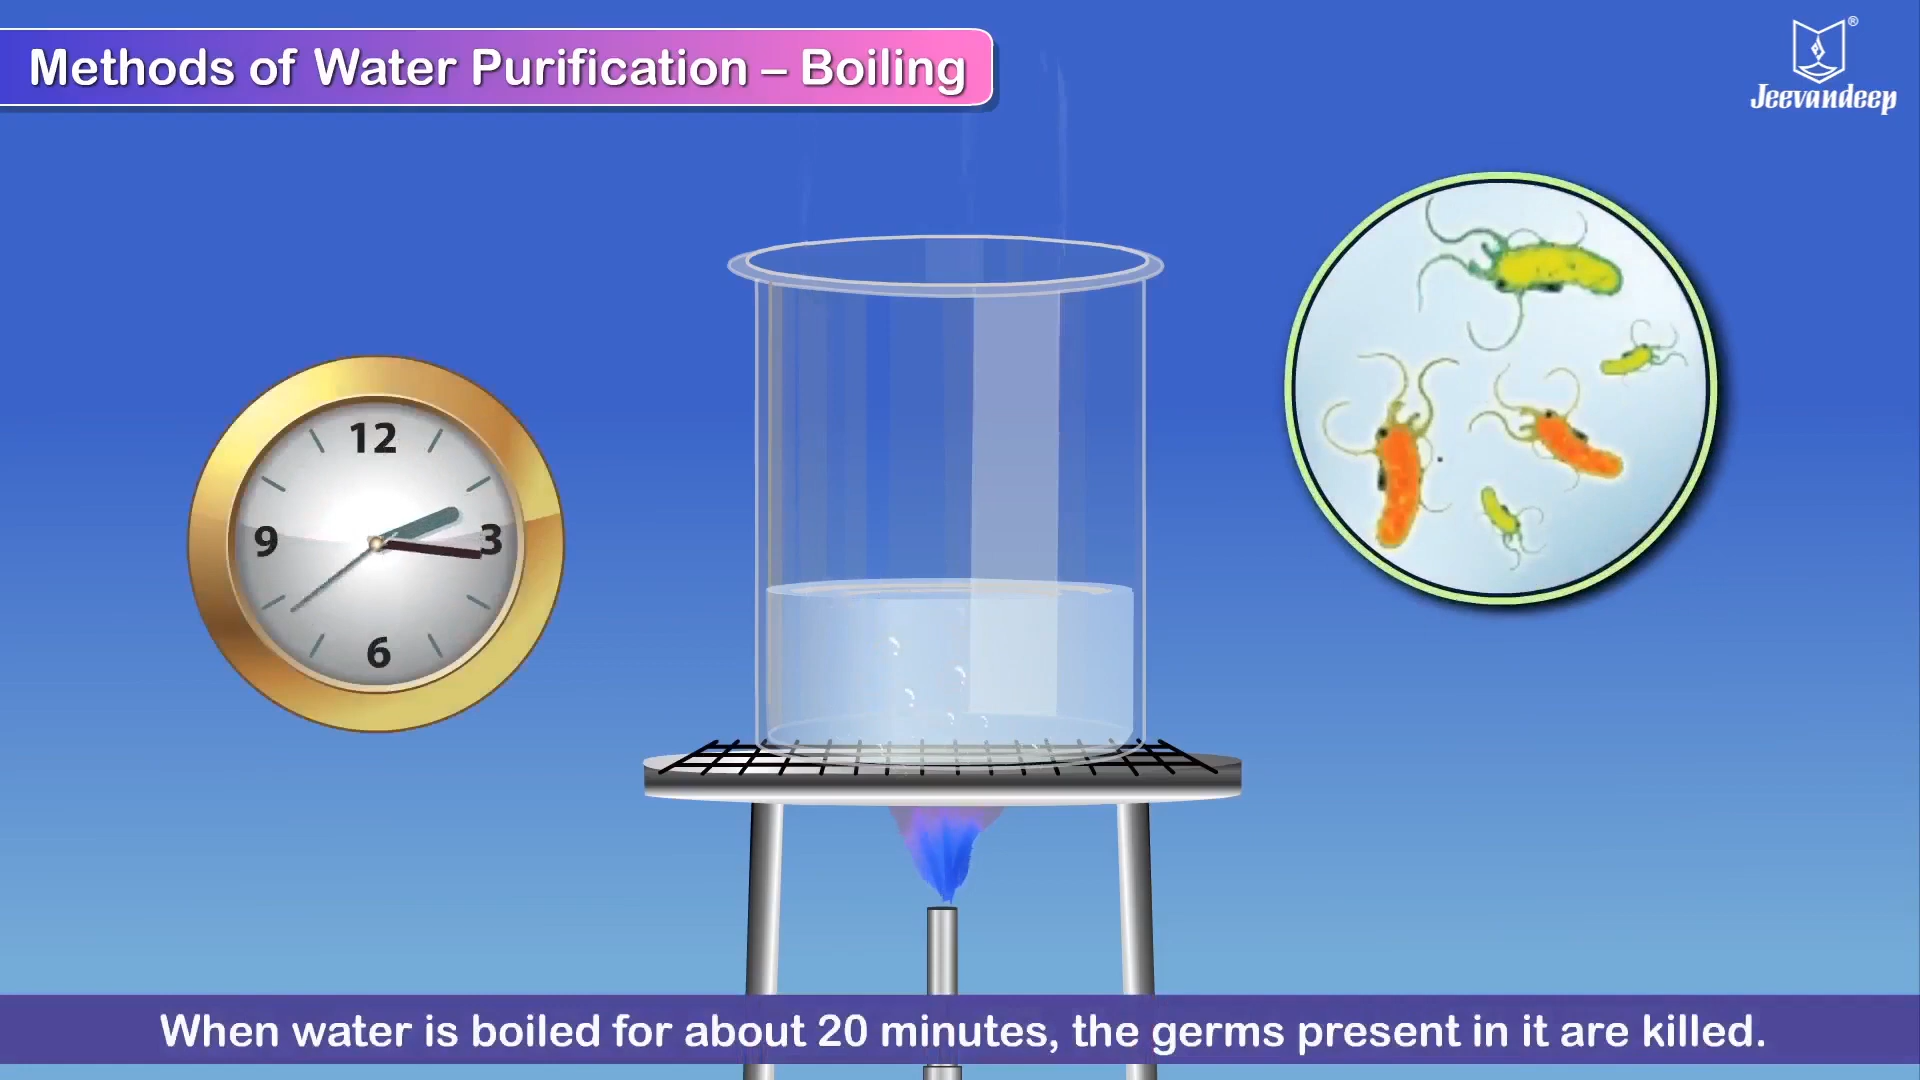 Methods of Water Purification – Boiling
®
Jeevandeep
12
9
3
6
When water is boiled for about 20 minutes, the germs present in it are killed.